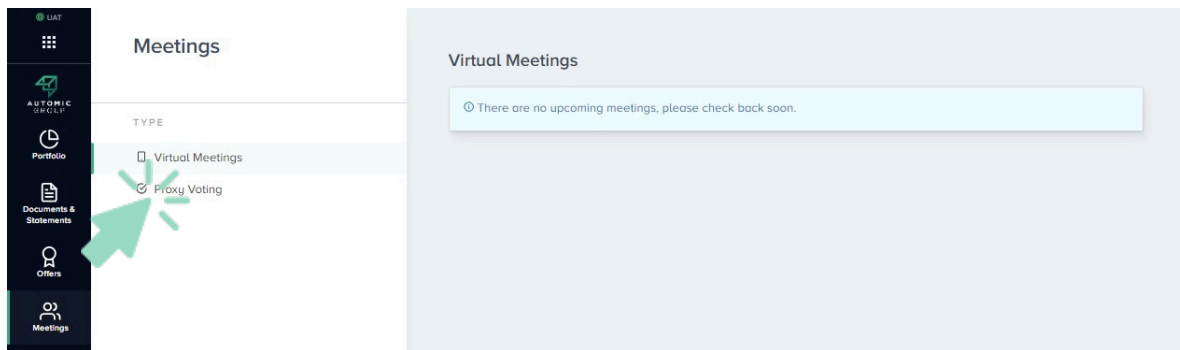 UAT
AUTOMIC
GROUP
Portfolio
Documents &
Statements
Offers
Meetings
Meetings
TYPE
Virtual Meetings
Proxy Voting
Virtual Meetings
There are no upcoming meetings, please check back soon.